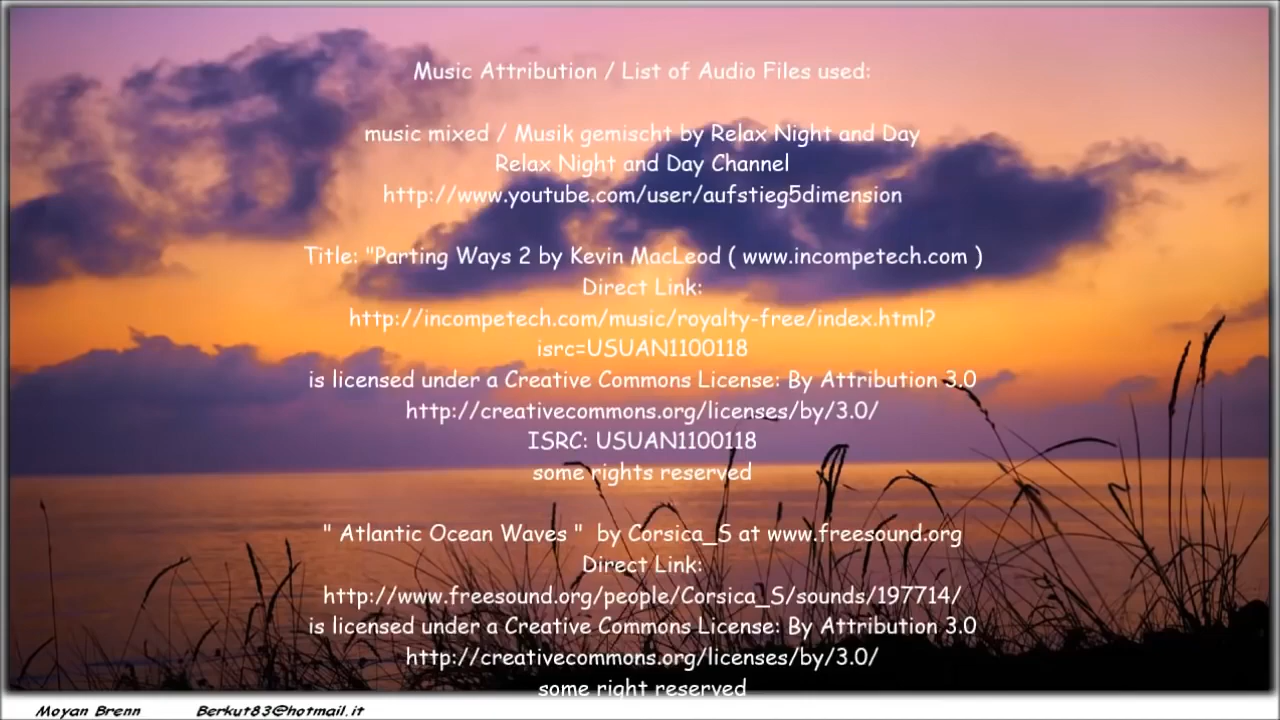 Music Attribution / List of Audio Files used:
music mixed / Musik gemischt by Relax Night and Day
Relax Night and Day Channel
http://www.youtube.com/user/aufstieg5dimension
Title: "Parting Ways 2 by Kevin MacLeod ( www.incompetech.com )
Direct Link:
http://incompetech.com/music/royalty-free/index.html?
isrc=USUAN1100118
is licensed under a Creative Commons License: By Attribution 3.0
http://creativecommons.org/licenses/by/3.0/
ISRC: USUAN1100118
some rights reserved
" Atlantic Ocean Waves "  by Corsica_S at www.freesound.org
Direct Link:
http://www.freesound.org/people/Corsica_S/sounds/197714/
is licensed under a Creative Commons License: By Attribution 3.0
http://creativecommons.org/licenses/by/3.0/
some right reserved
Moyan Brenn Berkut83@hotmail.it